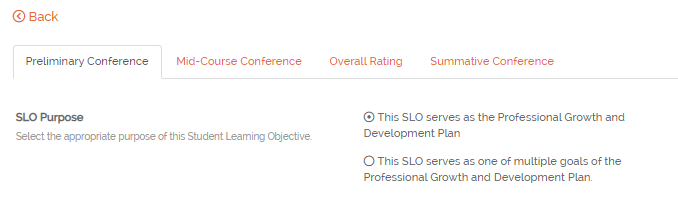 Back
Preliminary Conference
Mid-Course Conference
Overall Rating
Summative Conference
SLO Purpose
Select the appropriate purpose of this Student Learning Objective.
This SLO serves as the Professional Growth and
Development Plan
This SLO serves as one of multiple goals of the
Professional Growth and Development Plan.